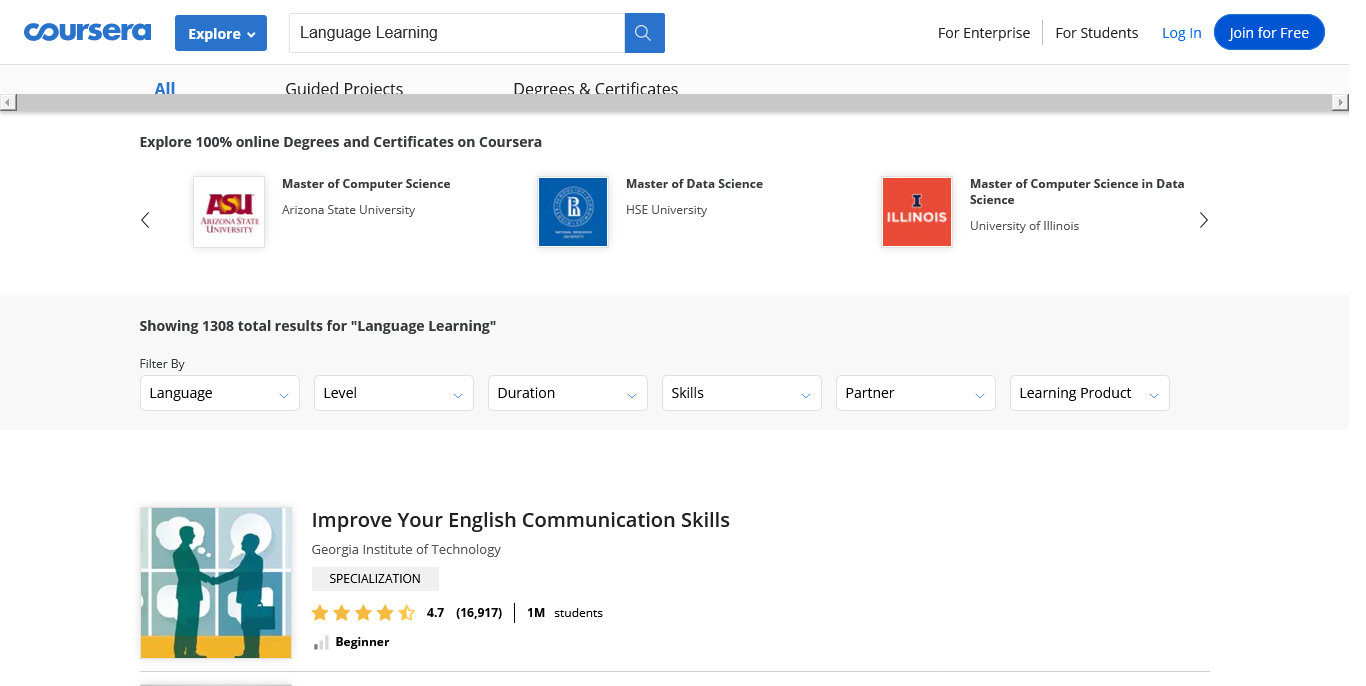 coursera
Explore
Language Learning
For Enterprise
For Students
Log In
Join for Free
All
Guided Projects
Degrees & Certificates
Explore 100% online Degrees and Certificates on Coursera
ASU
ARIZONA STATE
UNIVERSITY
Master of Computer Science
Arizona State University
NATIONAL RESEARCH
UNIVERSITY
Master of Data Science
HSE University
I
ILLINOIS
Master of Computer Science in Data
Science
University of Illinois
Showing 1308 total results for "Language Learning"
Filter By
Language
Level
Duration
Skills
Partner
Learning Product
Improve Your English Communication Skills
Georgia Institute of Technology
SPECIALIZATION
4.7 (16,917) 1M students
Beginner